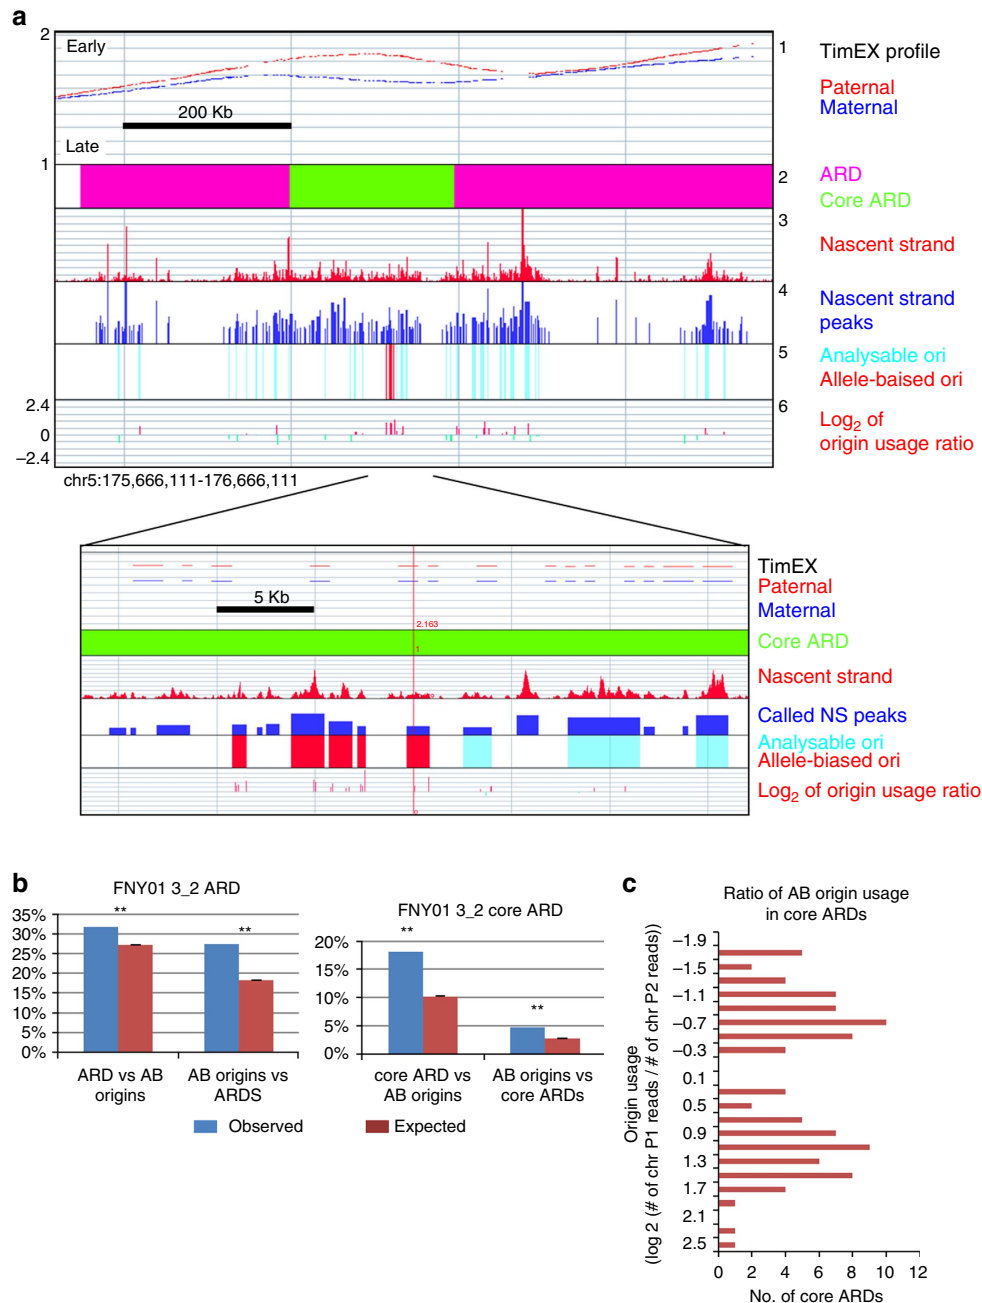 a
2
Early
1
TimEX profile
Paternal
Maternal
200 Kb
Late
1
2
ARD
Core ARD
3
Nascent strand
4
Nascent strand
peaks
5
Analysable ori
Allele-baised ori
2.4
0
−2.4
6
Log2 of
origin usage ratio
chr5:175,666,111-176,666,111
TimEX
Paternal
Maternal
5 Kb
2.163
1
Core ARD
Nascent strand
Called NS peaks
Analysable ori
Allele-biased ori
Log2 of origin usage ratio
0
b
FNY01 3_2 ARD
35%
30%
25%
20%
15%
10%
5%
0%
**
**
ARD vs AB
origins
AB origins vs
ARDS
FNY01 3_2 core ARD
20%
15%
10%
5%
0%
**
**
core ARD vs
AB origins
AB origins vs
core ARDs
Observed
Expected
c
Ratio of AB origin usage
in core ARDs
Origin usage
(log 2 (# of chr P1 reads / # of chr P2 reads))
−1.9
−1.5
−1.1
−0.7
−0.3
0.1
0.5
0.9
1.3
1.7
2.1
2.5
0 2 4 6 8 10 12
No. of core ARDs